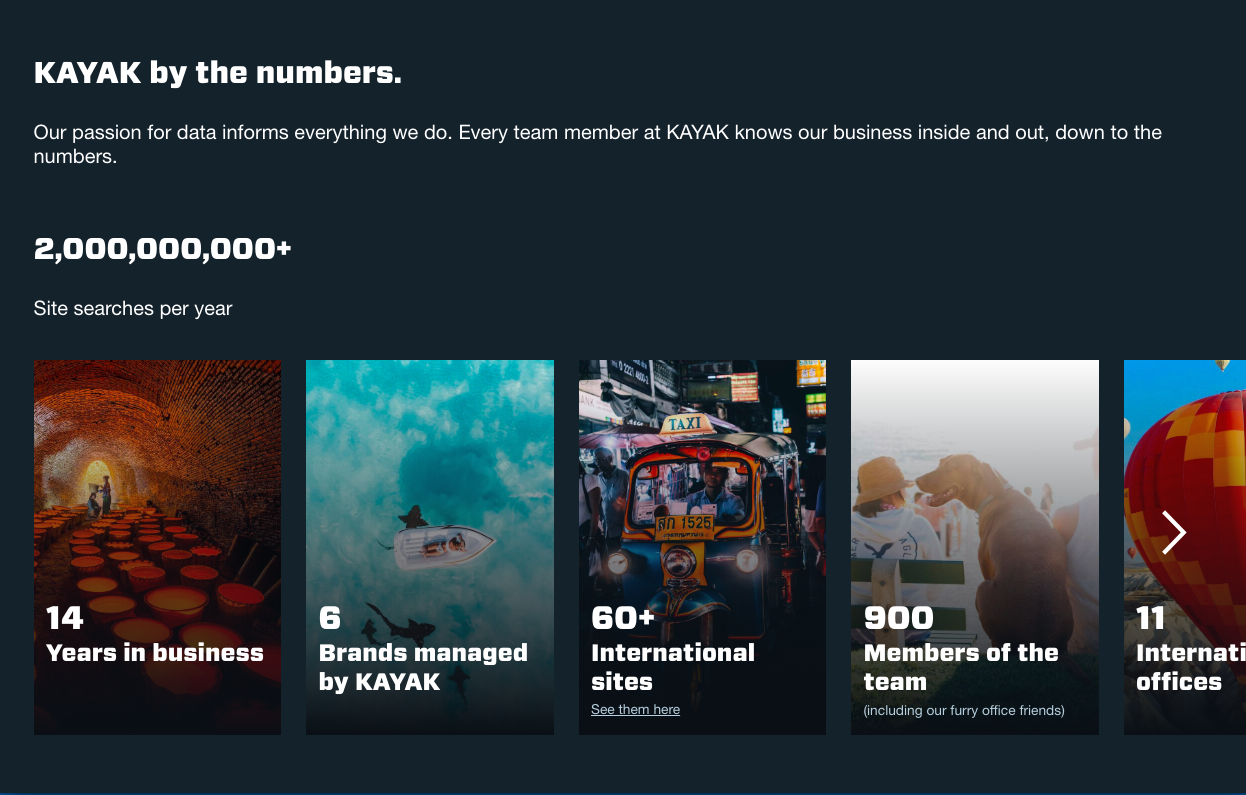 KAYAK by the numbers.
Our passion for data informs everything we do. Every team member at KAYAK knows our business inside and out, down to the
numbers.
2,000,000,000+
Site searches per year
14
Years in business
6
Brands managed
by KAYAK
TAXI
1526
60+
International
sites
See them here
900
Members of the
team
(including our furry office friends)
11
Internati
offices